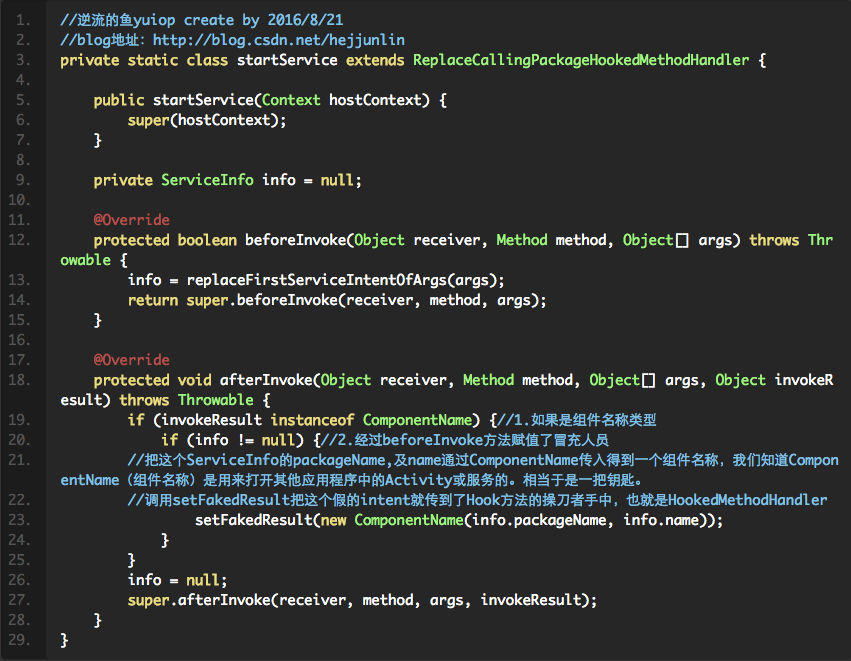 1. //逆流的鱼yuiop create by 2016/8/21
2. //blog地址：http://blog.csdn.net/hejjunlin
3. private static class startService extends ReplaceCallingPackageHookedMethodHandler {
4.
5.     public startService(Context hostContext) {
6.         super(hostContext);
7.     }
8.
9.     private ServiceInfo info = null;
10.
11.     @Override
12.     protected boolean beforeInvoke(Object receiver, Method method, Object[] args) throws Thr
owable {
13.         info = replaceFirstServiceIntentOfArgs(args);
14.         return super.beforeInvoke(receiver, method, args);
15.     }
16.
17.     @Override
18.     protected void afterInvoke(Object receiver, Method method, Object[] args, Object invokeR
esult) throws Throwable {
19.         if (invokeResult instanceof ComponentName) {//1.如果是组件名称类型
20.             if (info != null) {//2.经过beforeInvoke方法赋值了冒充人员
21.         //把这个ServiceInfo的packageName,及name通过ComponentName传入得到一个组件名称，我们知道Compon
entName（组件名称）是用来打开其他应用程序中的Activity或服务的。相当于是一把钥匙。
22.         //调用setFakedResult把这个假的intent就传到了Hook方法的操刀者手中，也就是HookedMethodHandler
23.                 setFakedResult(new ComponentName(info.packageName, info.name));
24.             }
25.         }
26.         info = null;
27.         super.afterInvoke(receiver, method, args, invokeResult);
28.     }
29. }